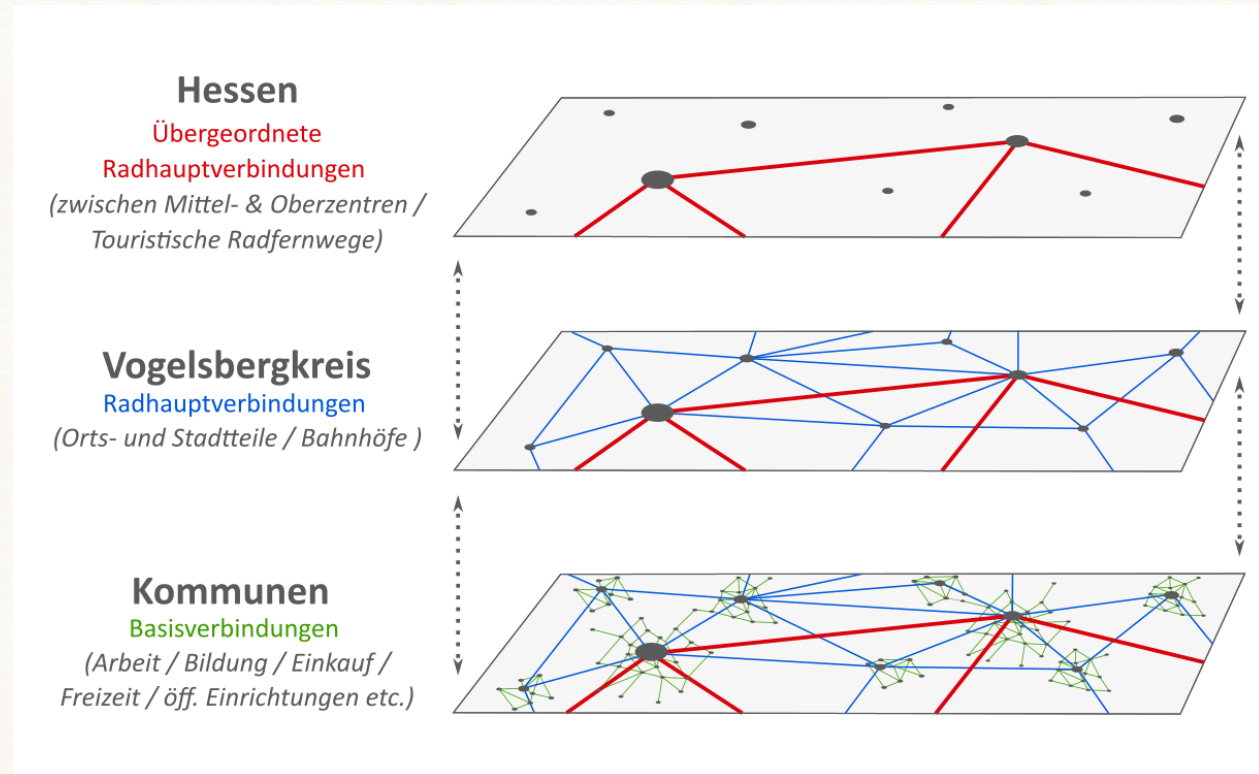 Hessen
Übergeordnete
Radhauptverbindungen
(zwischen Mittel- & Oberzentren /
Touristische Radfernwege)
Vogelsbergkreis
Radhauptverbindungen
(Orts- und Stadtteile / Bahnhöfe )
Kommunen
Basisverbindungen
(Arbeit / Bildung / Einkauf /
Freizeit / öff. Einrichtungen etc.)